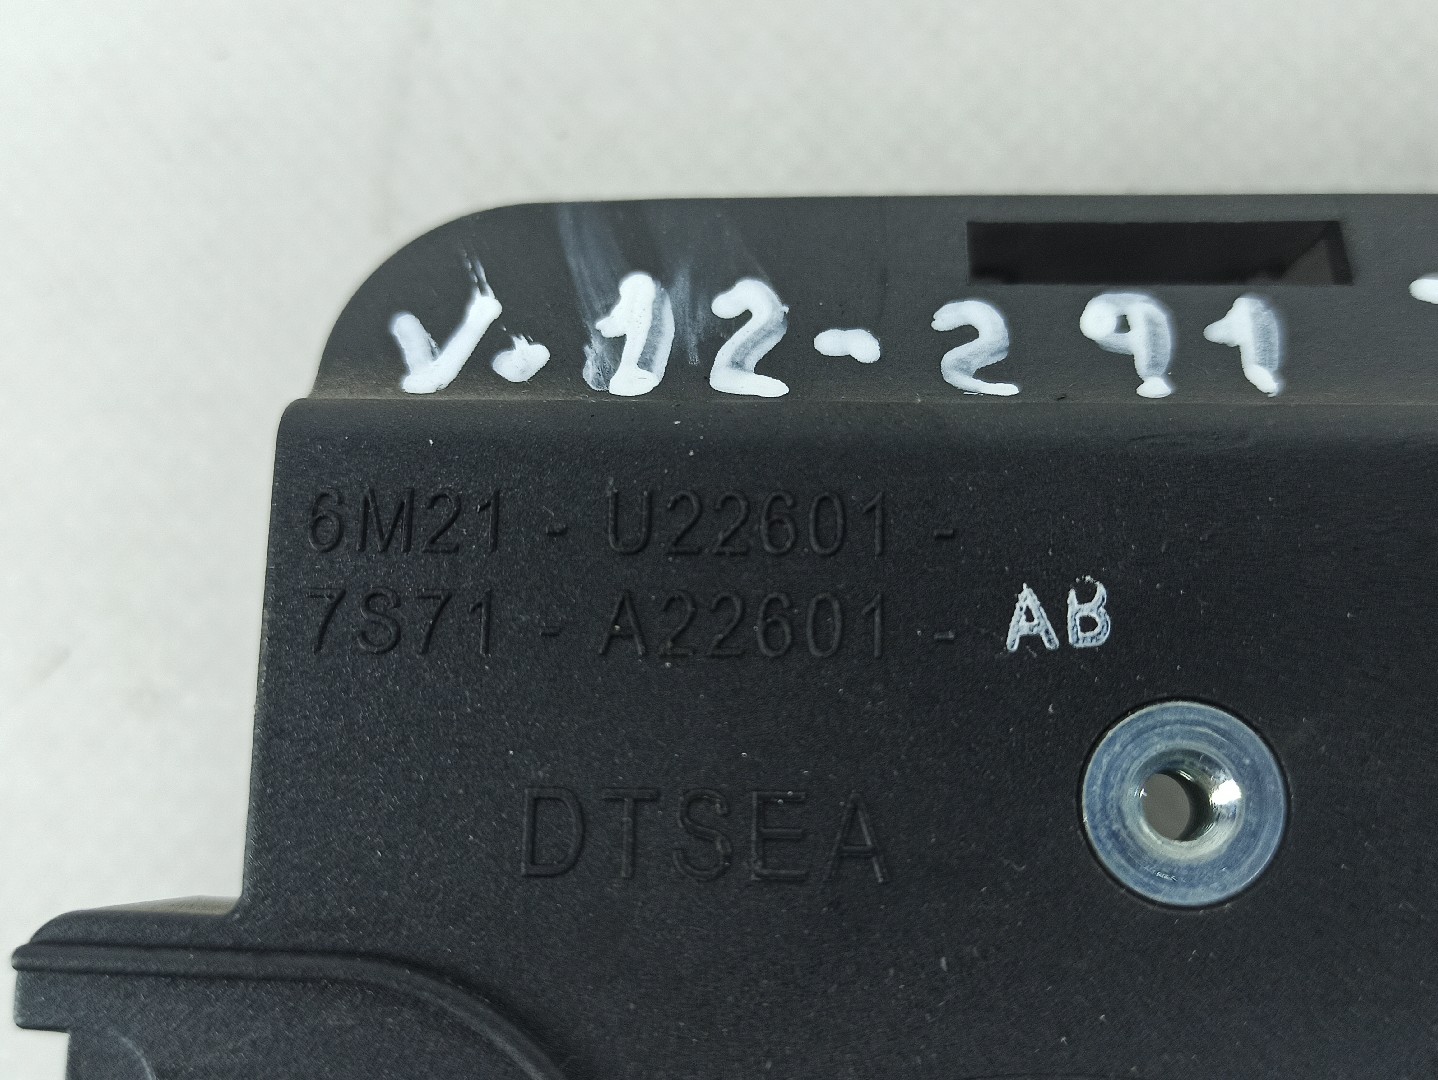 V.12-291
6M21 - U22601 -
7S71 - A22601 - AB
DTSEA